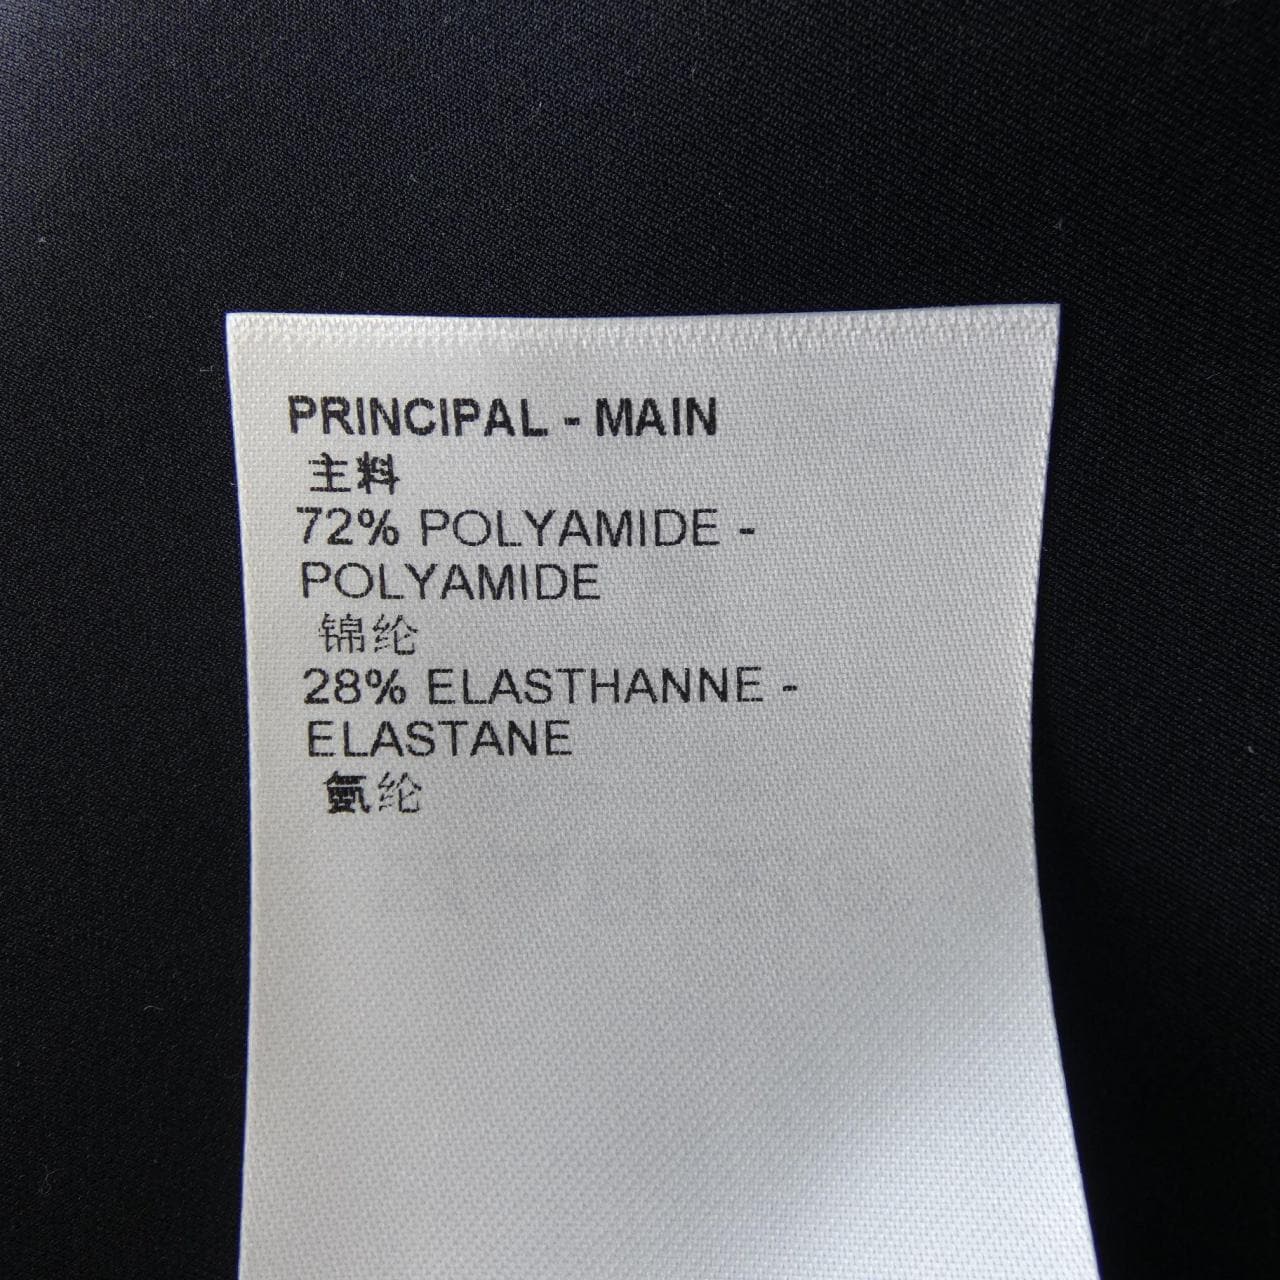 PRINCIPAL - MAIN
主料
72% POLYAMIDE -
POLYAMIDE
锦纶
28% ELASTHANNE -
ELASTANE
氨纶